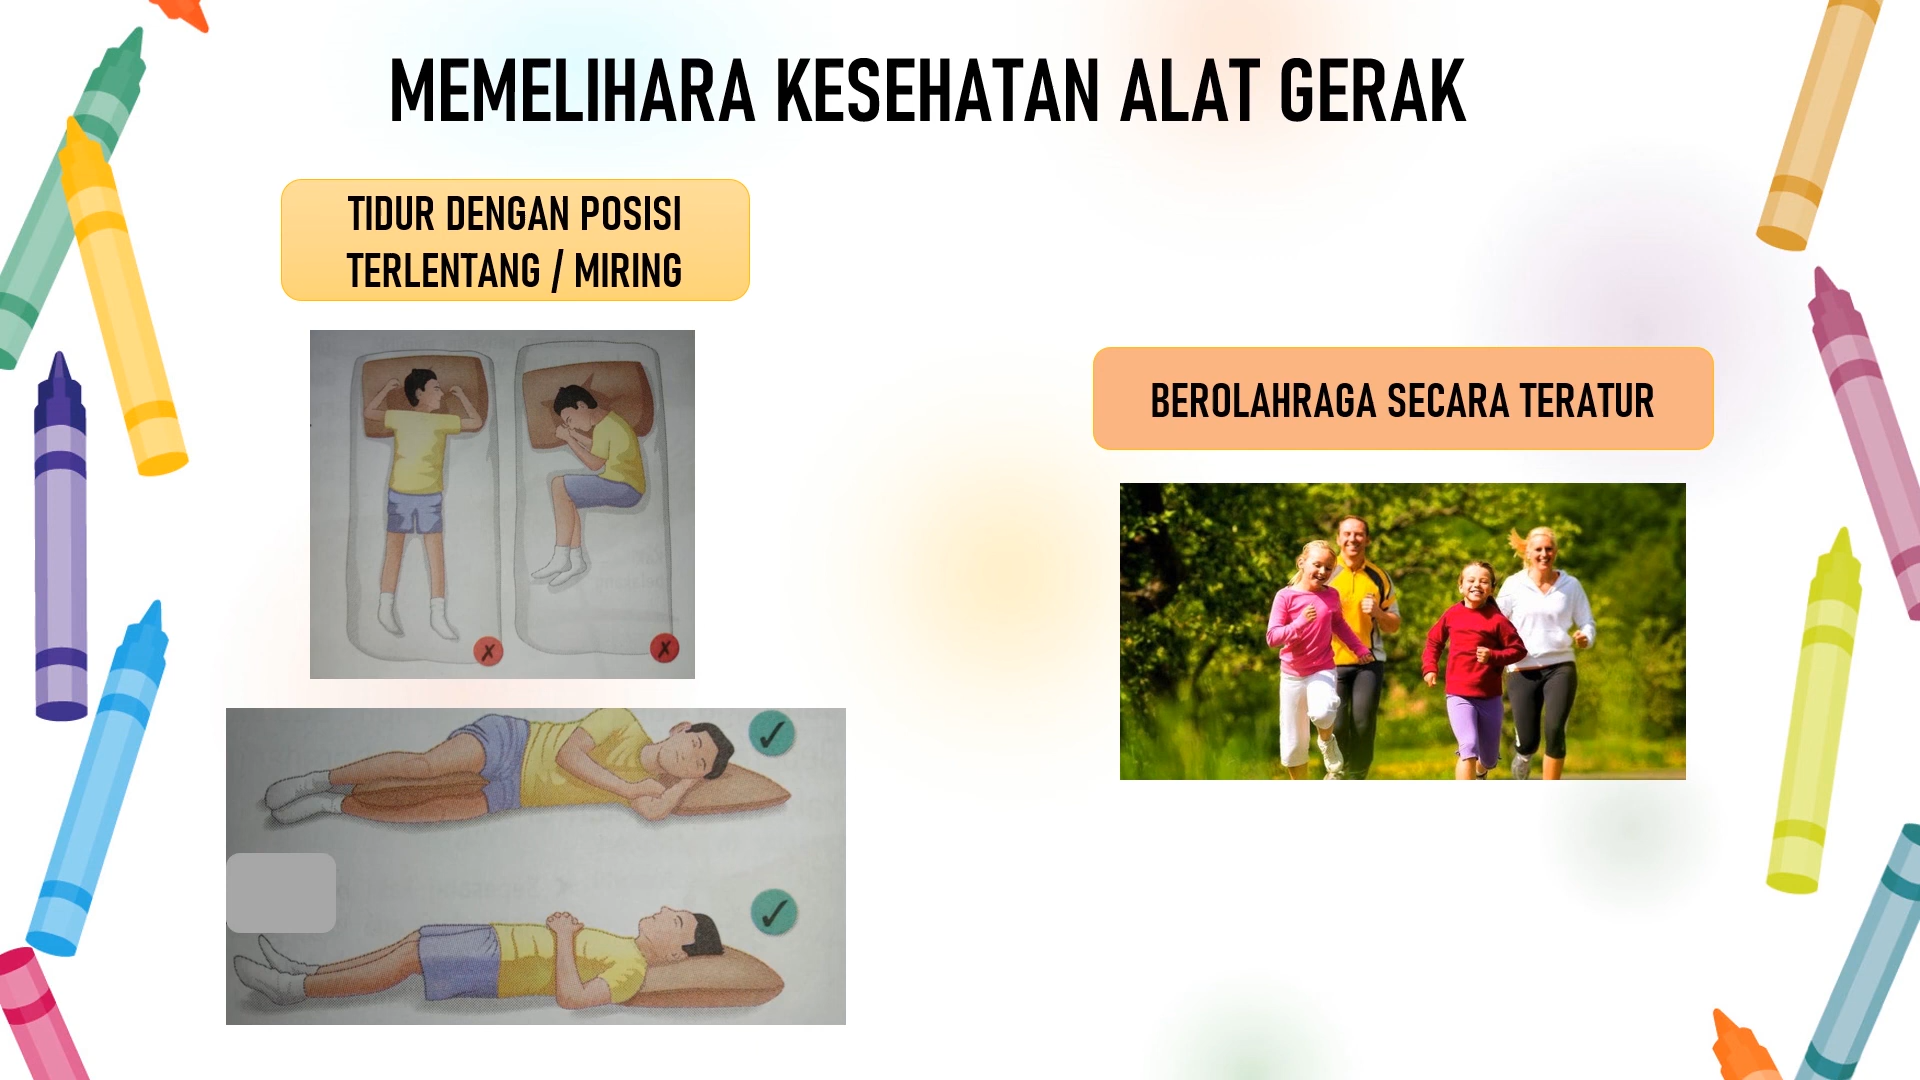 MEMELIHARA KESEHATAN ALAT GERAK
TIDUR DENGAN POSISI
TERLENTANG / MIRING
BEROLAHRAGA SECARA TERATUR